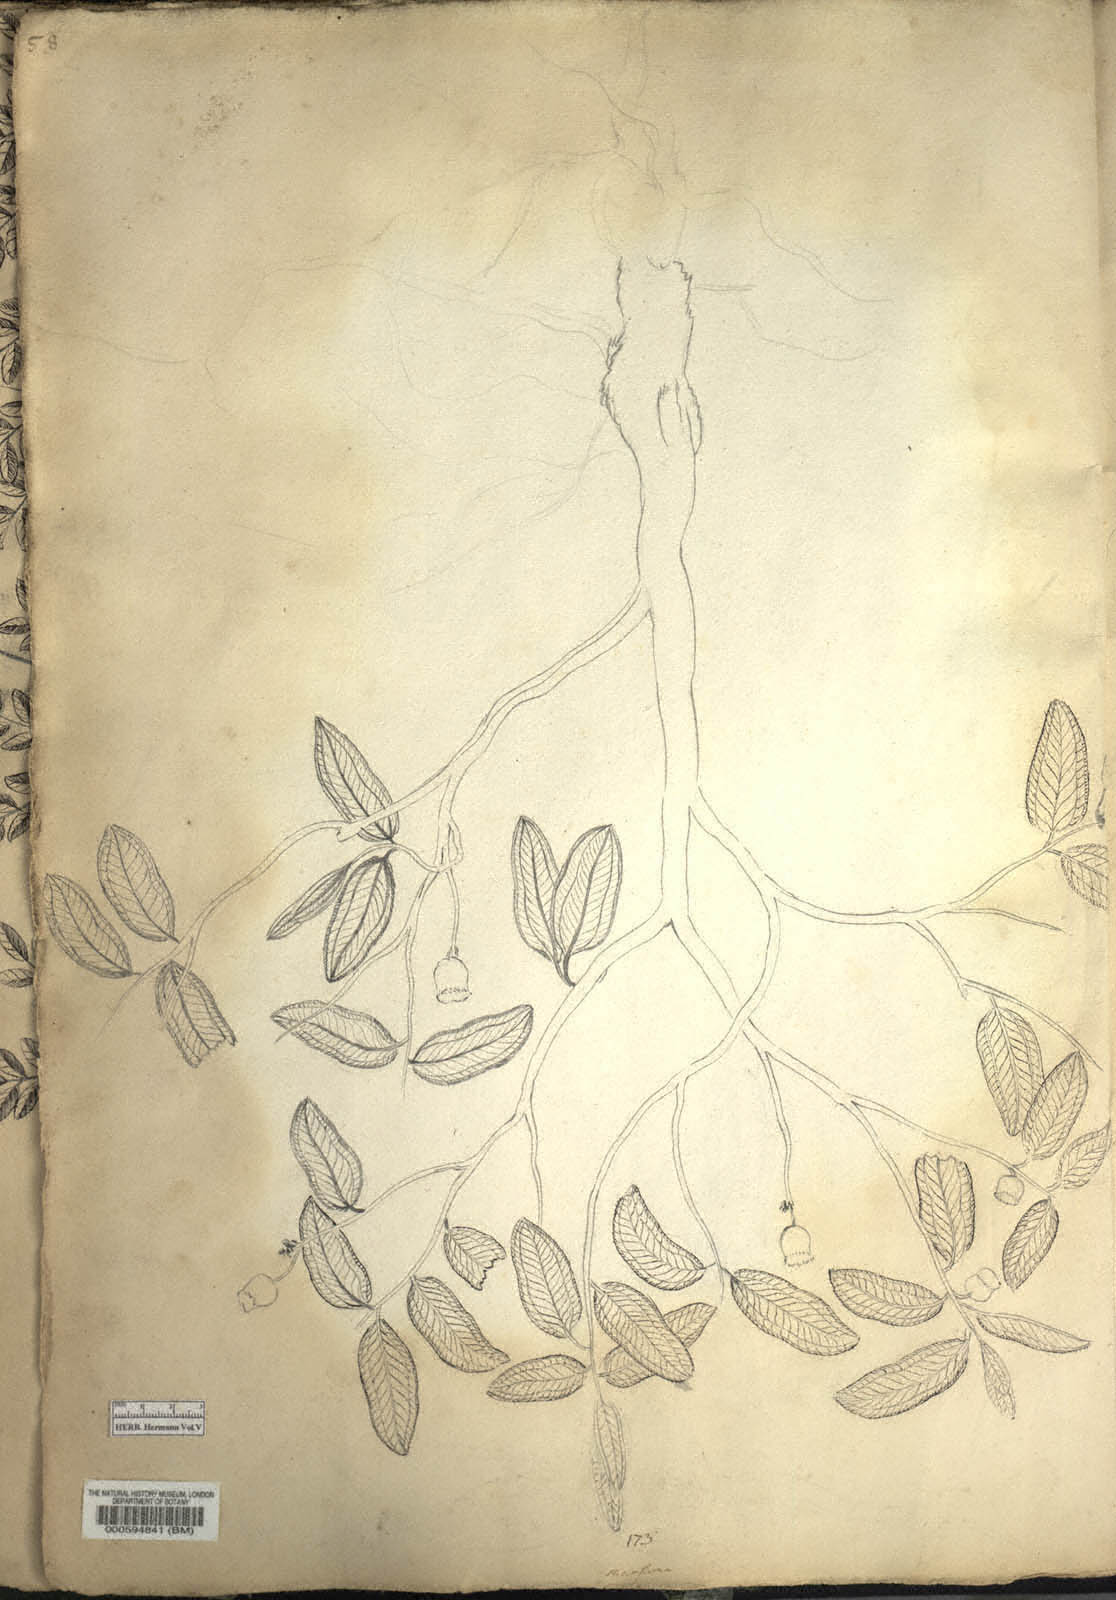 58
HERB. Hermann Vol.V
THE NATURAL HISTORY MUSEUM, LONDON
DEPARTMENT OF BOTANY
000594841 (BM)
173